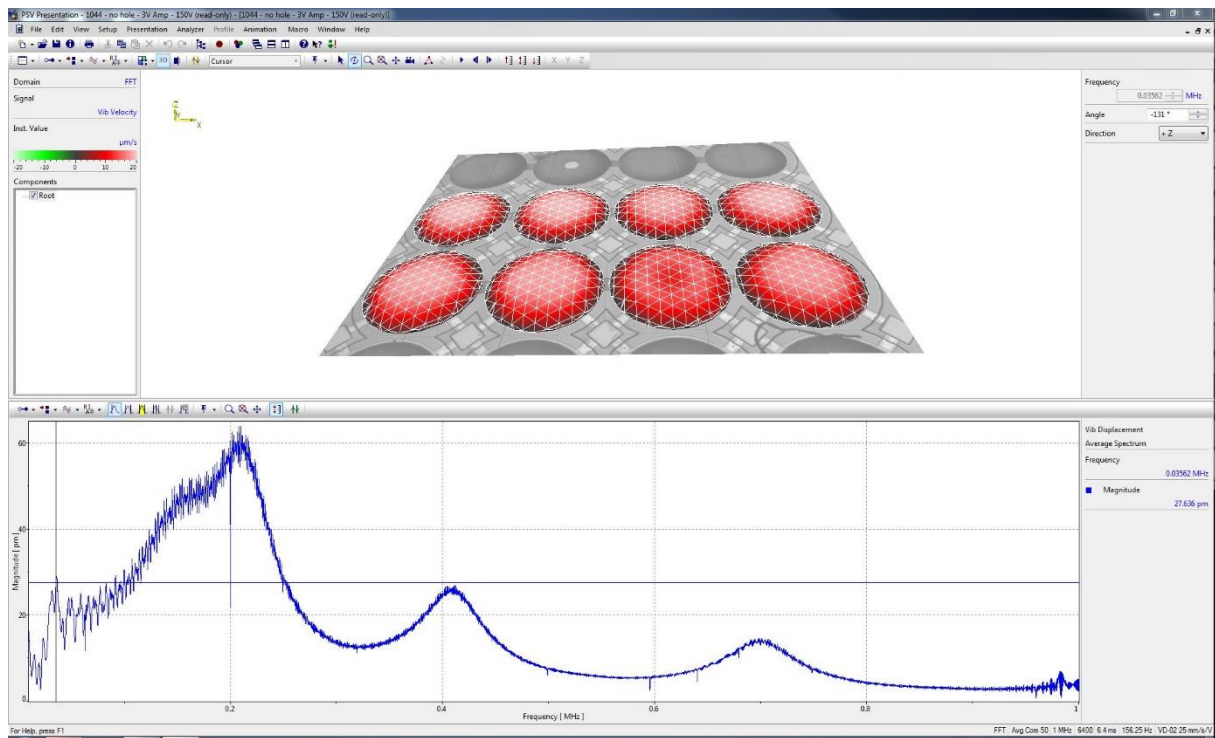 PSV Presentation - 1044 - no hole - 3V Amp - 150V (read-only) - [1044 - no hole - 3V Amp - 150V (read-only)]
File Edit View Setup Presentation Analyzer Profile Animation Macro Window Help
3D Cursor X Y Z
Domain FFT
Signal
Vib Velocity
Inst. Value
µm/s
-20 -10 0 10 20
Components
Root
Z
Y
X
Frequency
0.03562 MHz
Angle -131 °
Direction + Z
Vib Displacement
Average Spectrum
Frequency
0.03562 MHz
Magnitude
27.636 pm
60
40
20
0
Magnitude [ pm ]
0.2 0.4 0.6 0.8 1
Frequency [ MHz ]
For Help, press F1
FFT Avg Com 50 1 MHz 6400 6.4 ms 156.25 Hz VD-02 25 mm/s/V